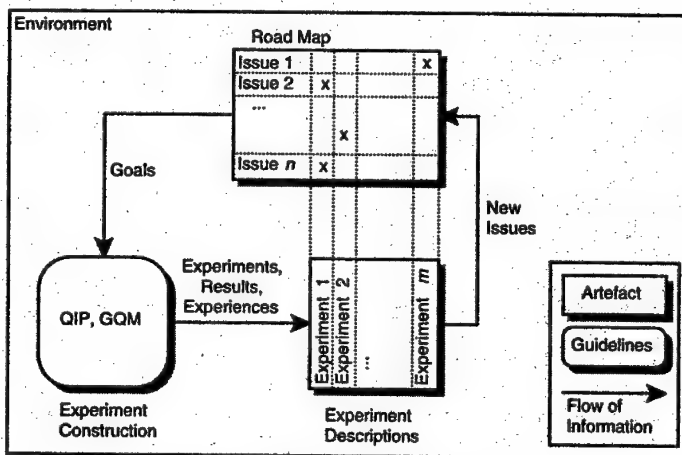 Environment
Road Map
Issue 1 x
Issue 2 x
...
x
Issue n x
Goals
New
Issues
Experiments,
Results,
Experiences
QIP, GQM
Experiment 1
Experiment 2
...
Experiment m
Experiment
Construction
Experiment
Descriptions
Artefact
Guidelines
Flow of
Information